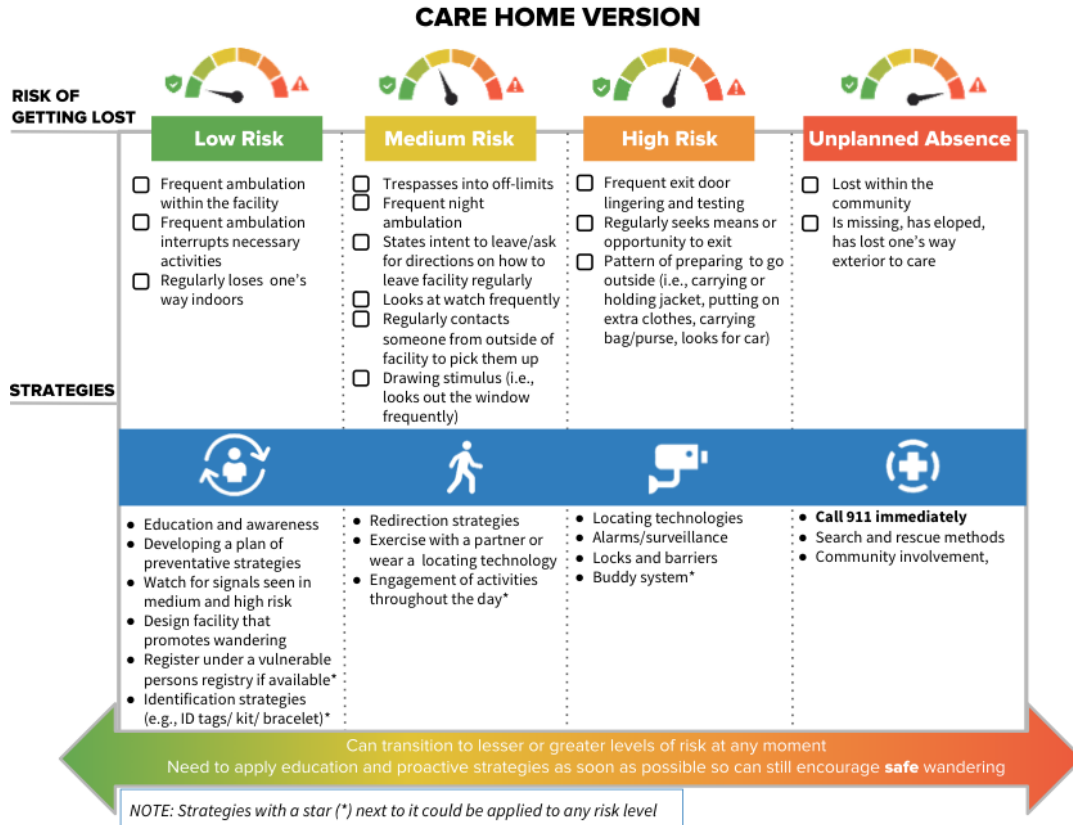 CARE HOME VERSION
RISK OF
GETTING LOST
Low Risk
Frequent ambulation
within the facility
Frequent ambulation
interrupts necessary
activities
Regularly loses one's
way indoors
Medium Risk
Trespasses into off-limits
Frequent night
ambulation
States intent to leave/ask
for directions on how to
leave facility regularly
Looks at watch frequently
Regularly contacts
someone from outside of
facility to pick them up
Drawing stimulus (i.e.,
looks out the window
frequently)
High Risk
Frequent exit door
lingering and testing
Regularly seeks means or
opportunity to exit
Pattern of preparing to go
outside (i.e., carrying or
holding jacket, putting on
extra clothes, carrying
bag/purse, looks for car)
Unplanned Absence
Lost within the
community
Is missing, has eloped,
has lost one's way
exterior to care
STRATEGIES
● Education and awareness
● Developing a plan of
preventative strategies
● Watch for signals seen in
medium and high risk
● Design facility that
promotes wandering
● Register under a vulnerable
persons registry if available*
● Identification strategies
(e.g., ID tags/ kit/ bracelet)*
● Redirection strategies
● Exercise with a partner or
wear a locating technology
● Engagement of activities
throughout the day*
● Locating technologies
● Alarms/surveillance
● Locks and barriers
● Buddy system*
● Call 911 immediately
● Search and rescue methods
● Community involvement,
Can transition to lesser or greater levels of risk at any moment
Need to apply education and proactive strategies as soon as possible so can still encourage safe wandering
NOTE: Strategies with a star (*) next to it could be applied to any risk level